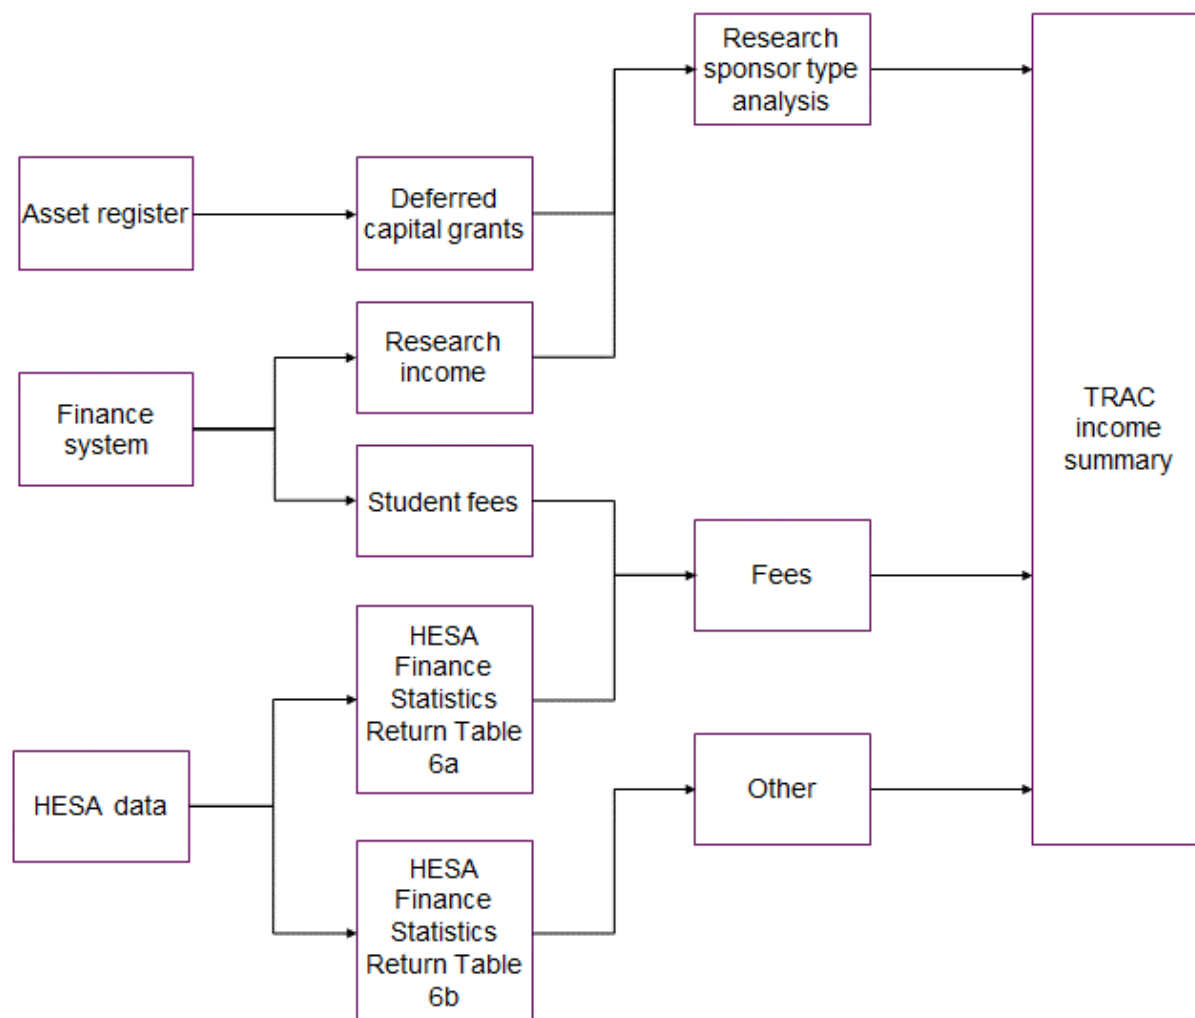 Research
sponsor type
analysis
Asset register
Deferred
capital grants
Research
income
Finance
system
Student fees
TRAC
income
summary
Fees
HESA
Finance
Statistics
Return Table
6a
HESA data
Other
HESA
Finance
Statistics
Return Table
6b